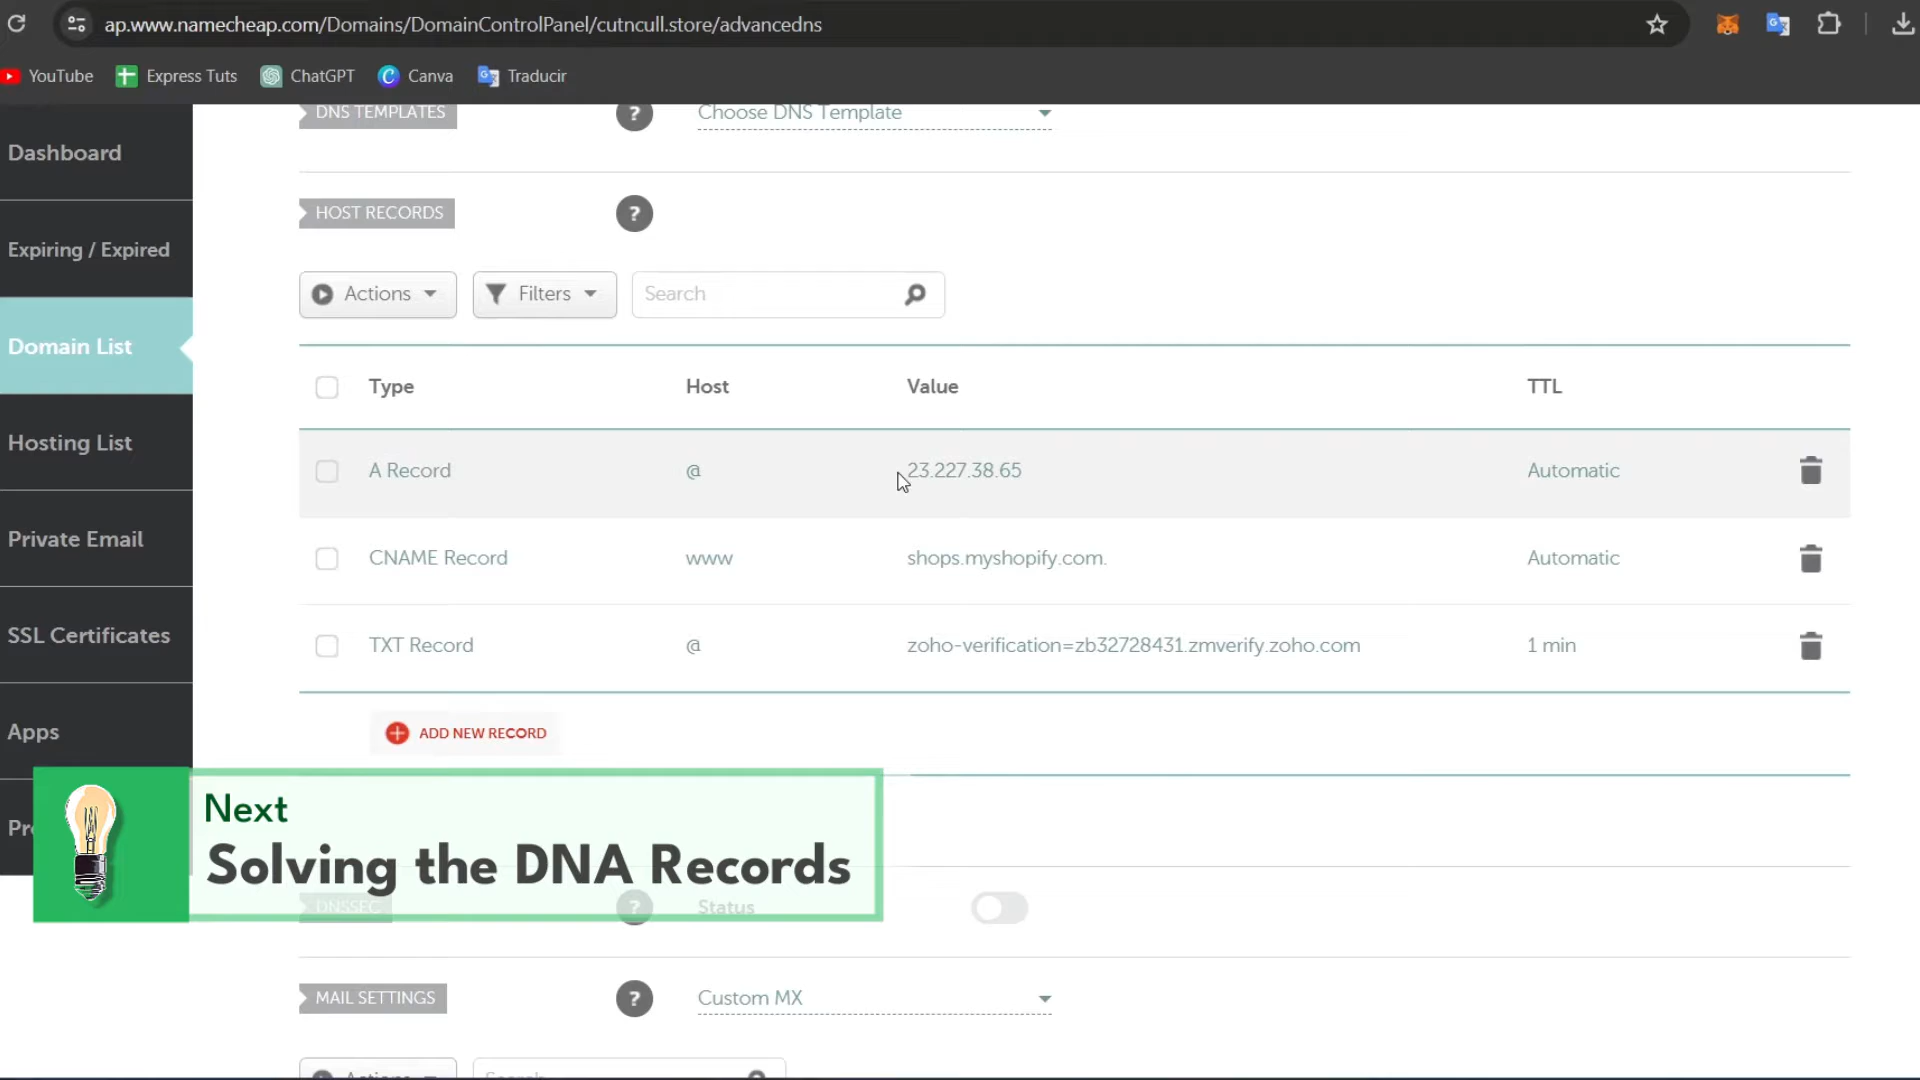 ap.www.namecheap.com/Domains/DomainControlPanel/cutncull.store/advancedns
YouTube Express Tuts ChatGPT Canva Traducir
DNS TEMPLATES ? Choose DNS Template
Dashboard
HOST RECORDS ?
Expiring / Expired
Actions Filters Search
Domain List
Type Host Value TTL
Hosting List
A Record @ 23.227.38.65 Automatic
Private Email
CNAME Record www shops.myshopify.com. Automatic
SSL Certificates
TXT Record @ zoho-verification=zb32728431.zmverify.zoho.com 1 min
Apps
ADD NEW RECORD
Next
Solving the DNA Records
DNSSEC ? Status
MAIL SETTINGS ? Custom MX
Actions Search